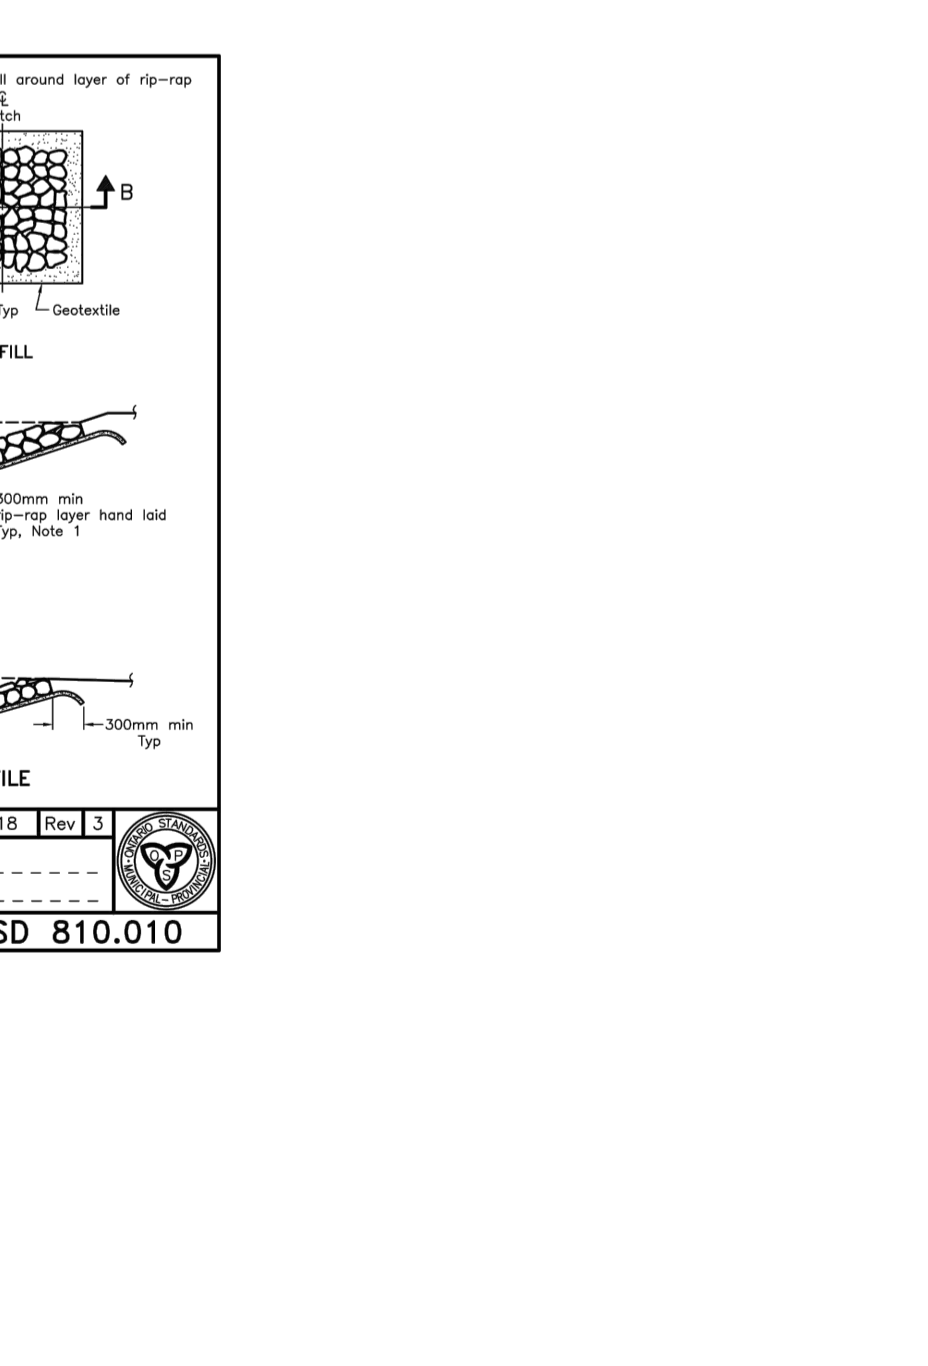 ll around layer of rip-rap
℄
tch
B
Typ
Geotextile
FILL
300mm min
rip-rap layer hand laid
Typ, Note 1
300mm min
Typ
ILE
18 Rev 3
ONTARIO STANDARDS
MUNICIPAL - PROVINCIAL
O P S
SD 810.010